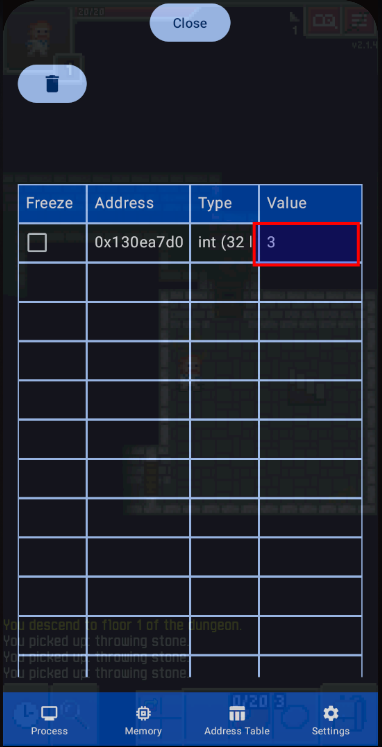 Close
20/20
1
v2.1.4
1
Freeze Address Type Value
0x130ea7d0 int (32 3
You descend to floor 1 of the dungeon.
You picked up: throwing stone
You picked up: throwing stone
You picked up: throwing stone
0/20 3
Process Memory Address Table Settings